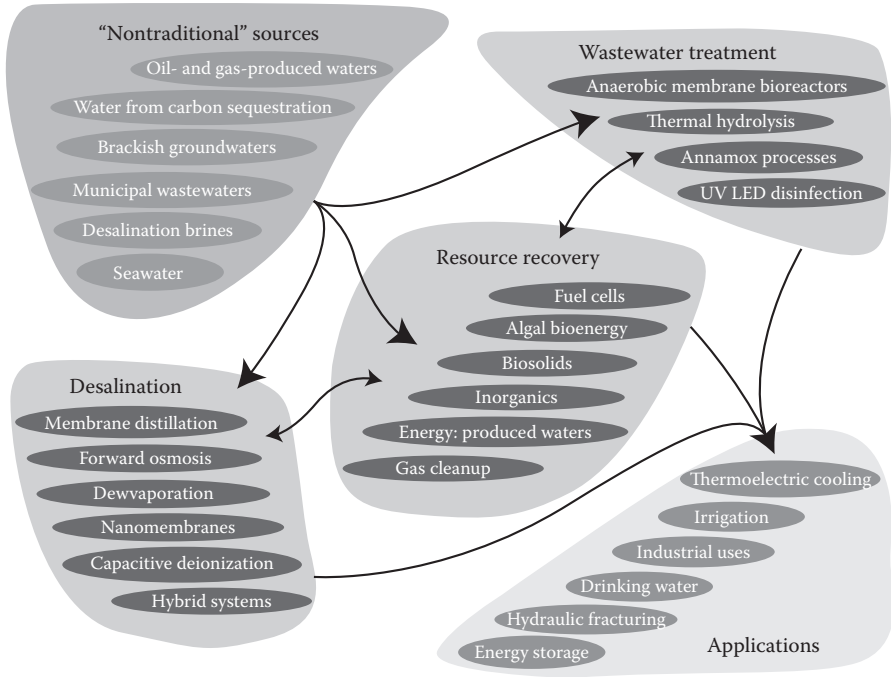 “Nontraditional” sources
Oil- and gas-produced waters
Water from carbon sequestration
Brackish groundwaters
Municipal wastewaters
Desalination brines
Seawater
Wastewater treatment
Anaerobic membrane bioreactors
Thermal hydrolysis
Annamox processes
UV LED disinfection
Resource recovery
Fuel cells
Algal bioenergy
Biosolids
Inorganics
Energy: produced waters
Gas cleanup
Desalination
Membrane distillation
Forward osmosis
Dewvaporation
Nanomembranes
Capacitive deionization
Hybrid systems
Thermoelectric cooling
Irrigation
Industrial uses
Drinking water
Hydraulic fracturing
Energy storage
Applications